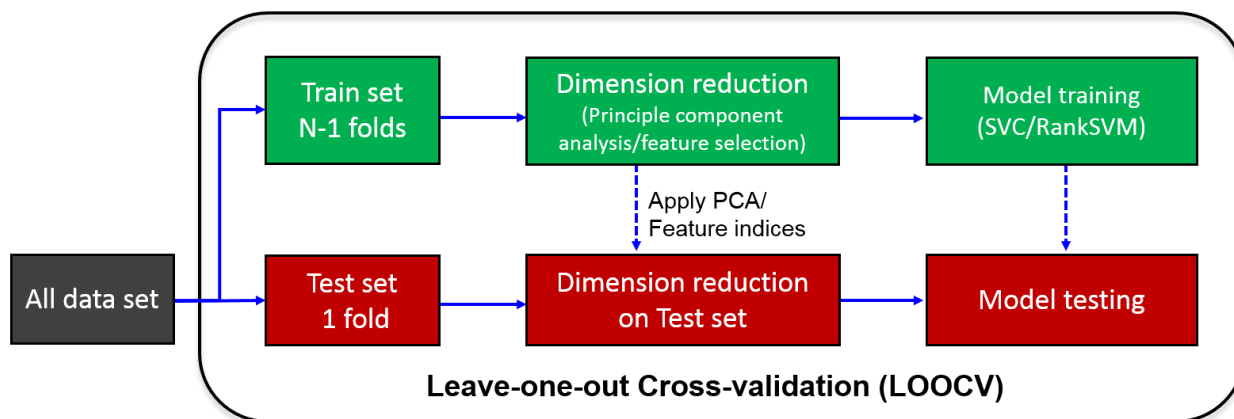 Train set
N-1 folds
Dimension reduction
(Principle component
analysis/feature selection)
Model training
(SVC/RankSVM)
Apply PCA/
Feature indices
All data set
Test set
1 fold
Dimension reduction
on Test set
Model testing
Leave-one-out Cross-validation (LOOCV)